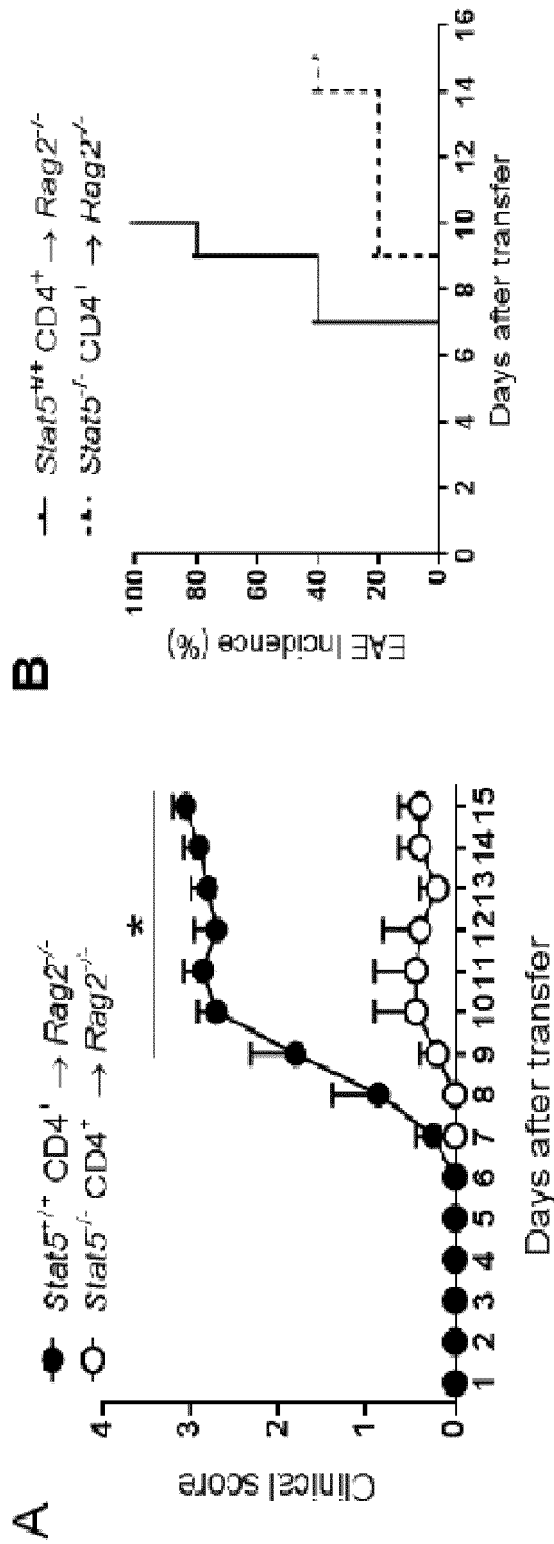 A
Stat5+/+ CD4+ → Rag2-/-
Stat5-/- CD4+ → Rag2-/-
*
Clinical score
4
3
2
1
0
1 2 3 4 5 6 7 8 9 10 11 12 13 14 15
Days after transfer
B
Stat5+/+ CD4+ → Rag2-/-
Stat5-/- CD4+ → Rag2-/-
EAE Incidence (%)
100
80
60
40
20
0
0 2 4 6 8 10 12 14 16
Days after transfer